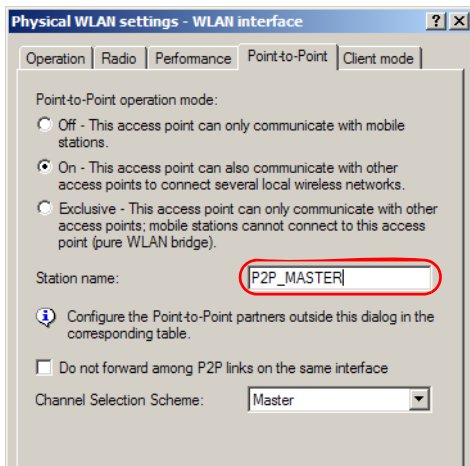 Physical WLAN settings - WLAN interface
Operation Radio Performance Point-to-Point Client mode
Point-to-Point operation mode:
Off - This access point can only communicate with mobile
stations.
On - This access point can also communicate with other
access points to connect several local wireless networks.
Exclusive - This access point can only communicate with other
access points; mobile stations cannot connect to this access
point (pure WLAN bridge).
Station name: P2P_MASTER
Configure the Point-to-Point partners outside this dialog in the
corresponding table.
Do not forward among P2P links on the same interface
Channel Selection Scheme: Master